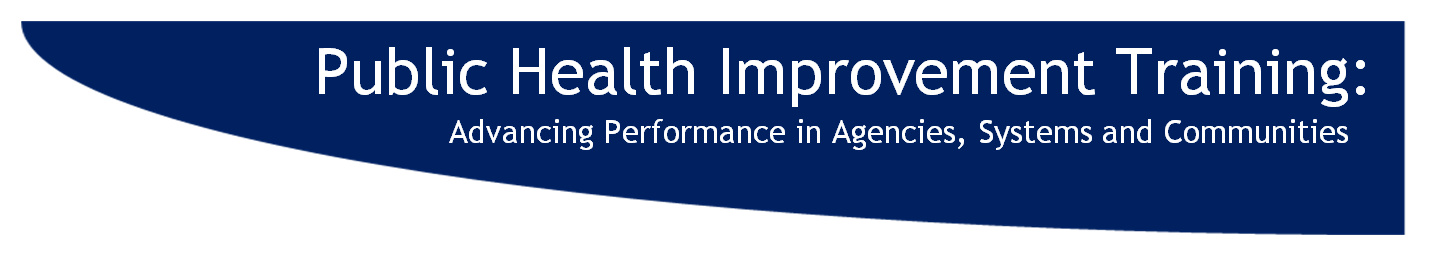 Public Health Improvement Training:
Advancing Performance in Agencies, Systems and Communities